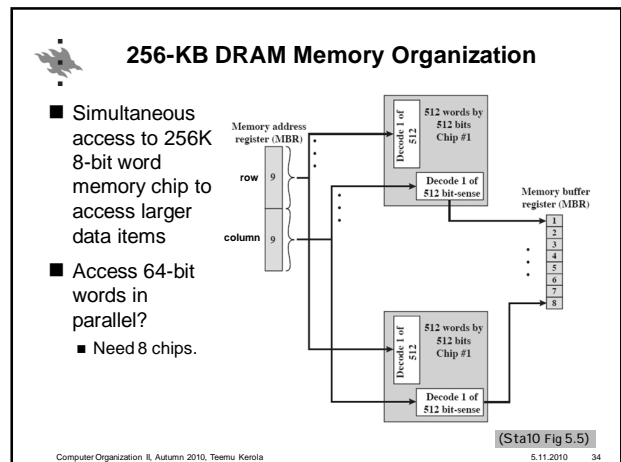 256-KB DRAM Memory Organization
Simultaneous
access to 256K
8-bit word
memory chip to
access larger
data items
Access 64-bit
words in
parallel?
Need 8 chips.
Memory address
register (MBR)
row
9
column
9
Decode 1 of
512
512 words by
512 bits
Chip #1
Decode 1 of
512 bit-sense
Memory buffer
register (MBR)
1
2
3
4
5
6
7
8
Decode 1 of
512
512 words by
512 bits
Chip #1
Decode 1 of
512 bit-sense
(Sta10 Fig 5.5)
Computer Organization II, Autumn 2010, Teemu Kerola
5.11.2010
34